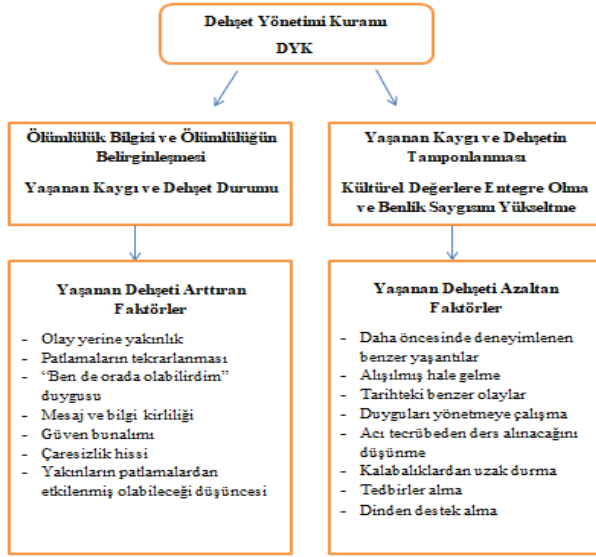 Dehşet Yönetimi Kuramı
DYK
Ölümlülük Bilgisi ve Ölümlülüğün
Belirginleşmesi
Yaşanan Kaygı ve Dehşet Durumu
Yaşanan Kaygı ve Dehşetin
Tamponlanması
Kültürel Değerlere Entegre Olma
ve Benlik Saygısını Yükseltme
Yaşanan Dehşeti Arttıran
Faktörler
- Olay yerine yakınlık
- Patlamaların tekrarlanması
- “Ben de orada olabilirdim”
duygusu
- Mesaj ve bilgi kirliliği
- Güven bunalımı
- Çaresizlik hissi
- Yakınların patlamalardan
etkilenmiş olabileceği düşüncesi
Yaşanan Dehşeti Azaltan
Faktörler
- Daha öncesinde deneyimlenen
benzer yaşantılar
- Alışılmış hale gelme
- Tarihteki benzer olaylar
- Duyguları yönetmeye çalışma
- Acı tecrübeden ders alınacağını
düşünme
- Kalabalıklardan uzak durma
- Tedbirler alma
- Dinden destek alma